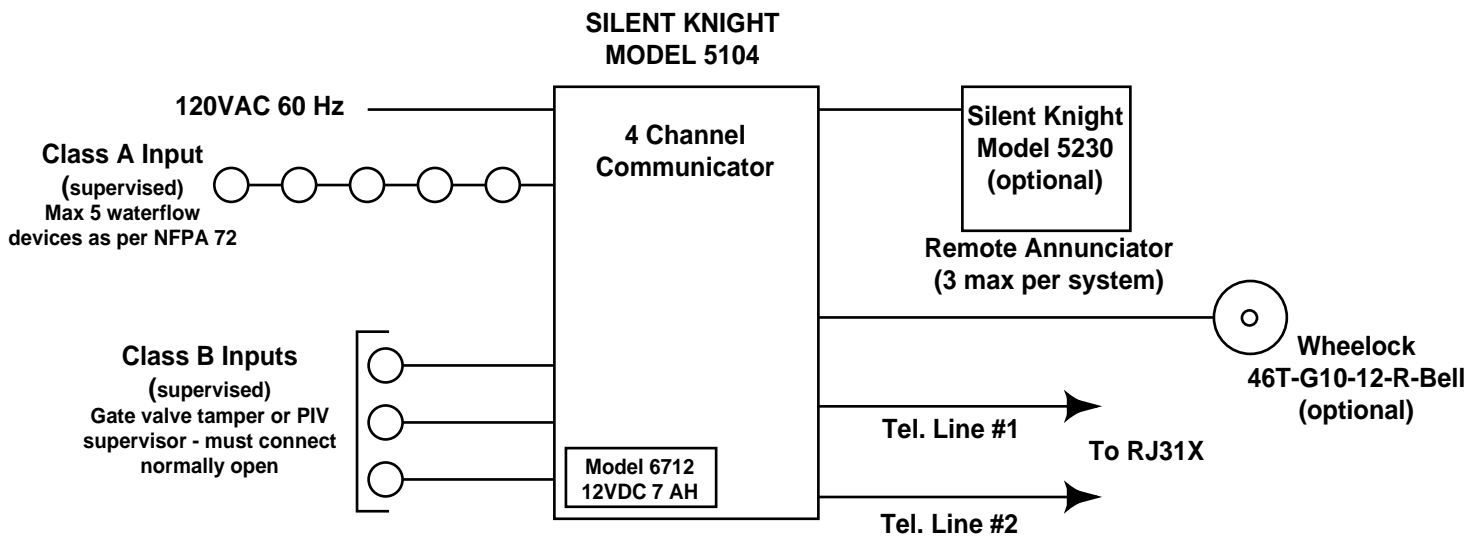 SILENT KNIGHT
MODEL 5104
120VAC 60 Hz
4 Channel
Communicator
Silent Knight
Model 5230
(optional)
Class A Input
(supervised)
Max 5 waterflow
devices as per NFPA 72
Remote Annunciator
(3 max per system)
Wheelock
46T-G10-12-R-Bell
(optional)
Class B Inputs
(supervised)
Gate valve tamper or PIV
supervisor - must connect
normally open
Model 6712
12VDC 7 AH
Tel. Line #1
To RJ31X
Tel. Line #2